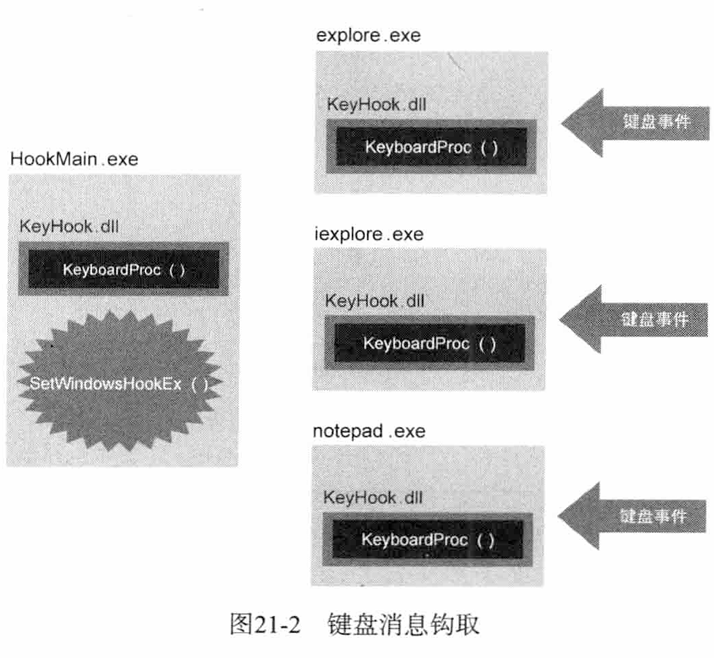 explore.exe
KeyHook.dll
KeyboardProc ( )
键盘事件
HookMain.exe
KeyHook.dll
KeyboardProc ( )
SetWindowsHookEx ( )
iexplore.exe
KeyHook.dll
KeyboardProc ( )
键盘事件
notepad.exe
KeyHook.dll
KeyboardProc ( )
键盘事件
图21-2 键盘消息钩取